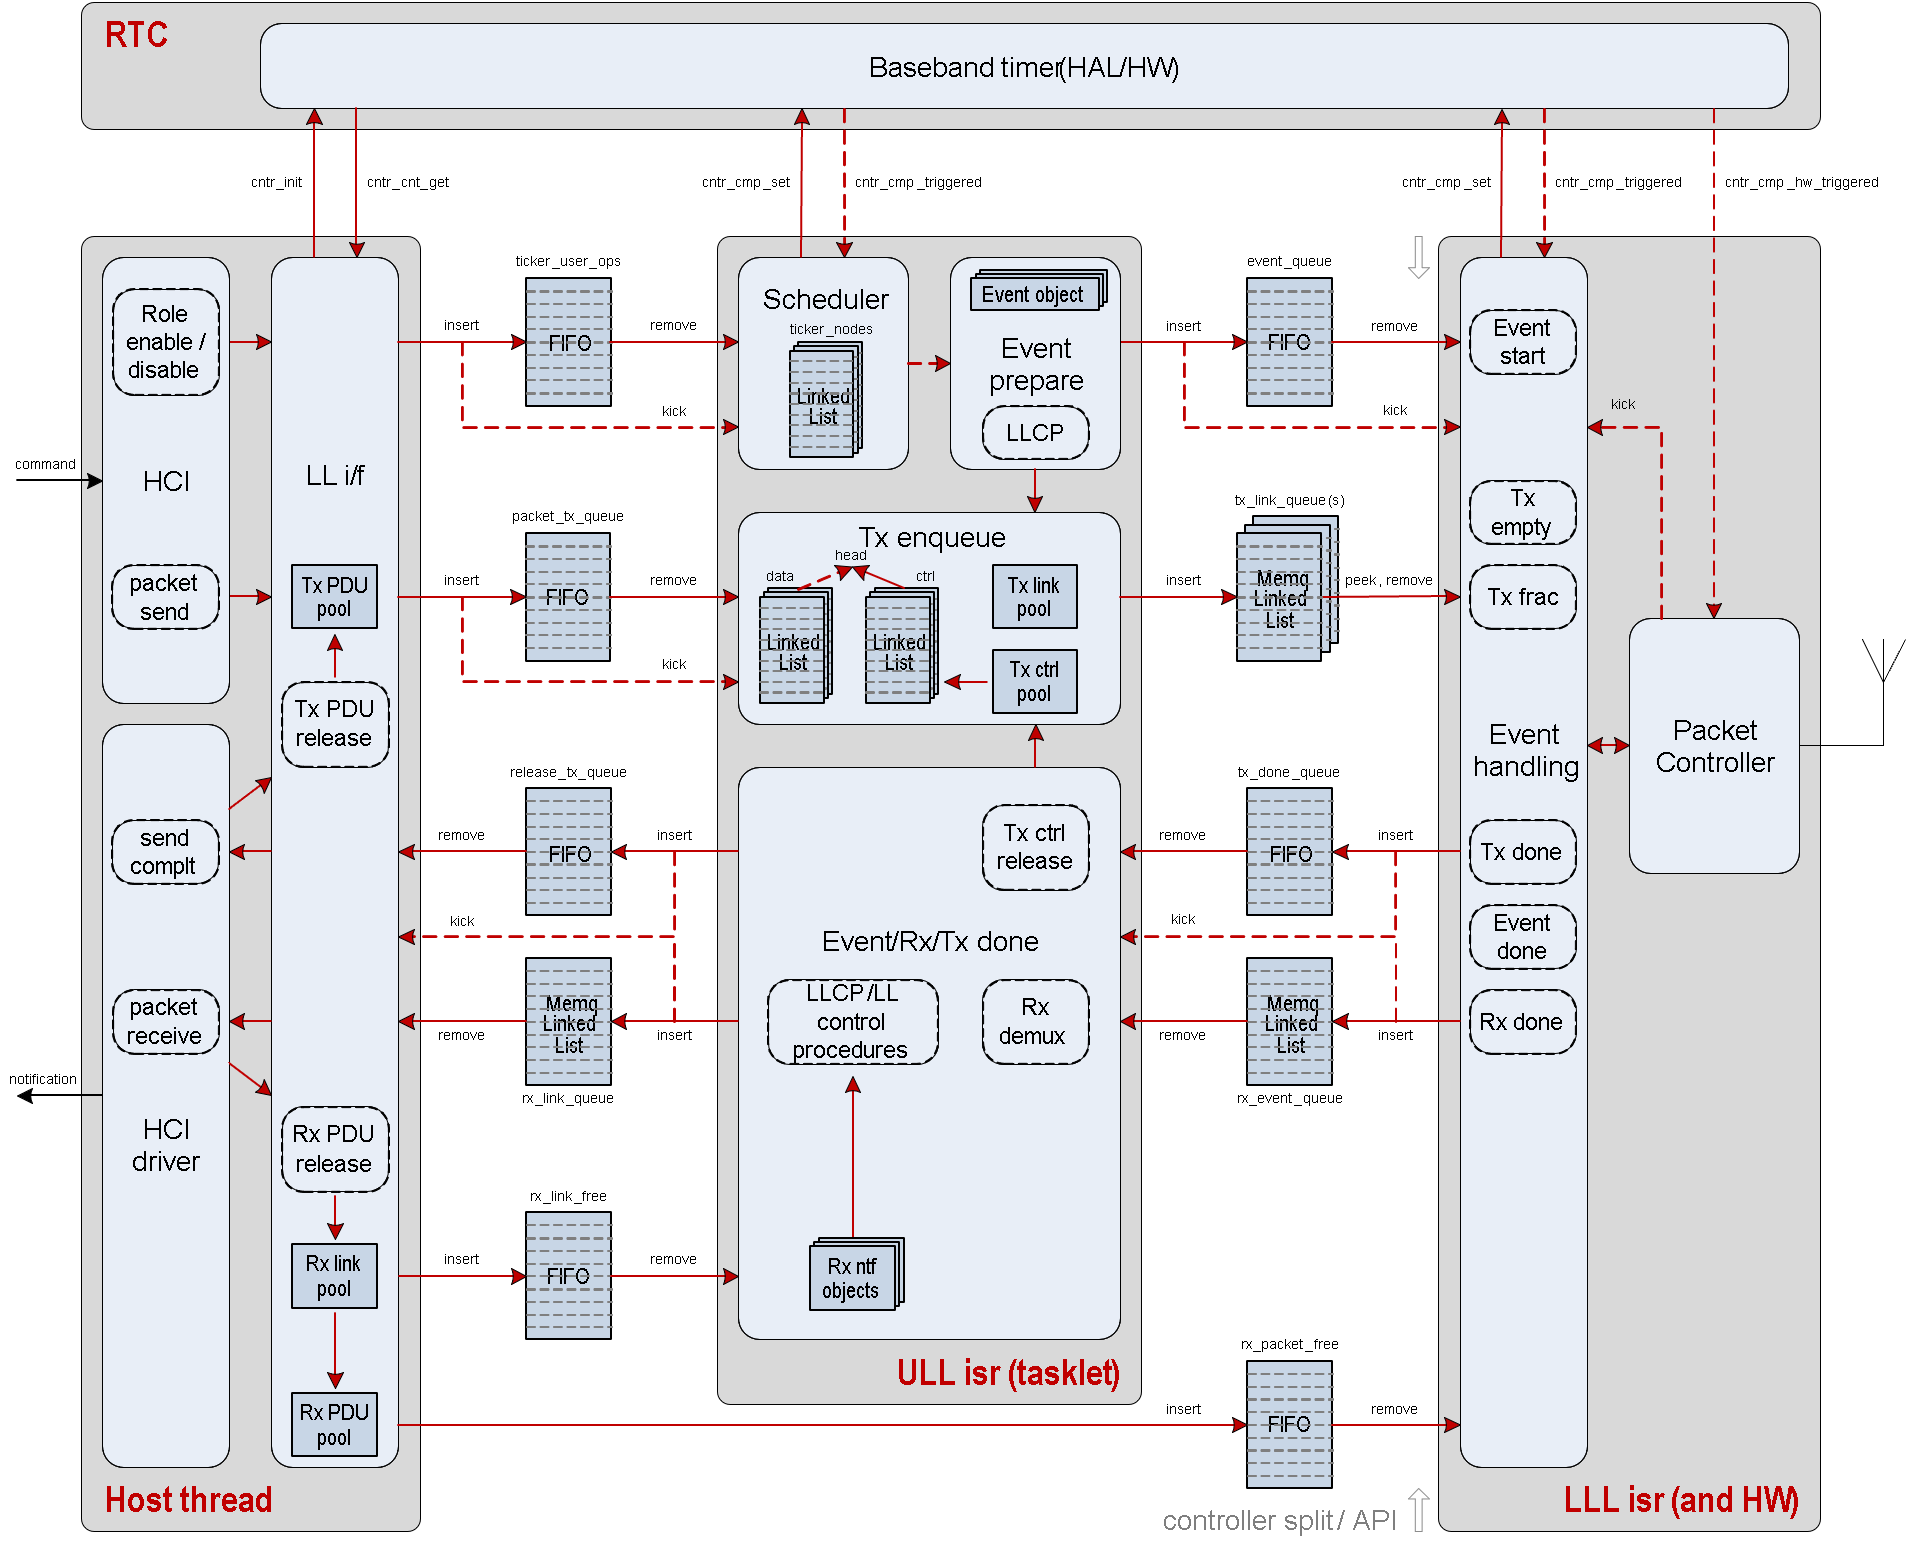 RTC
Baseband timer(HAL/HW)
cntr_init
cntr_cnt_get
cntr_cmp_set
cntr_cmp_triggered
cntr_cmp_set
cntr_cmp_triggered
cntr_cmp_hw_triggered
command
notification
Role
enable /
disable
HCI
packet
send
send
complt
packet
receive
HCI
driver
LL i/f
Tx PDU
pool
Tx PDU
release
Rx PDU
release
Rx link
pool
Rx PDU
pool
Host thread
ticker_user_ops
insert
FIFO
remove
kick
packet_tx_queue
insert
FIFO
remove
kick
release_tx_queue
remove
FIFO
insert
kick
remove
Memq
Linked
List
insert
rx_link_queue
rx_link_free
insert
FIFO
remove
Scheduler
ticker_nodes
Linked
List
Event object
Event
prepare
LLCP
Tx enqueue
head
data
ctrl
Linked
List
Linked
List
Tx link
pool
Tx ctrl
pool
Tx ctrl
release
Event/Rx/Tx done
LLCP/LL
control
procedures
Rx
demux
Rx ntf
objects
ULL isr (tasklet)
event_queue
insert
FIFO
remove
kick
tx_link_queue(s)
insert
Memq
Linked
List
peek, remove
tx_done_queue
remove
FIFO
insert
kick
remove
Memq
Linked
List
insert
rx_event_queue
rx_packet_free
insert
FIFO
remove
controller split / API
Event
start
kick
Tx
empty
Tx frac
Event
handling
Tx done
Event
done
Rx done
Packet
Controller
LLL isr (and HW)